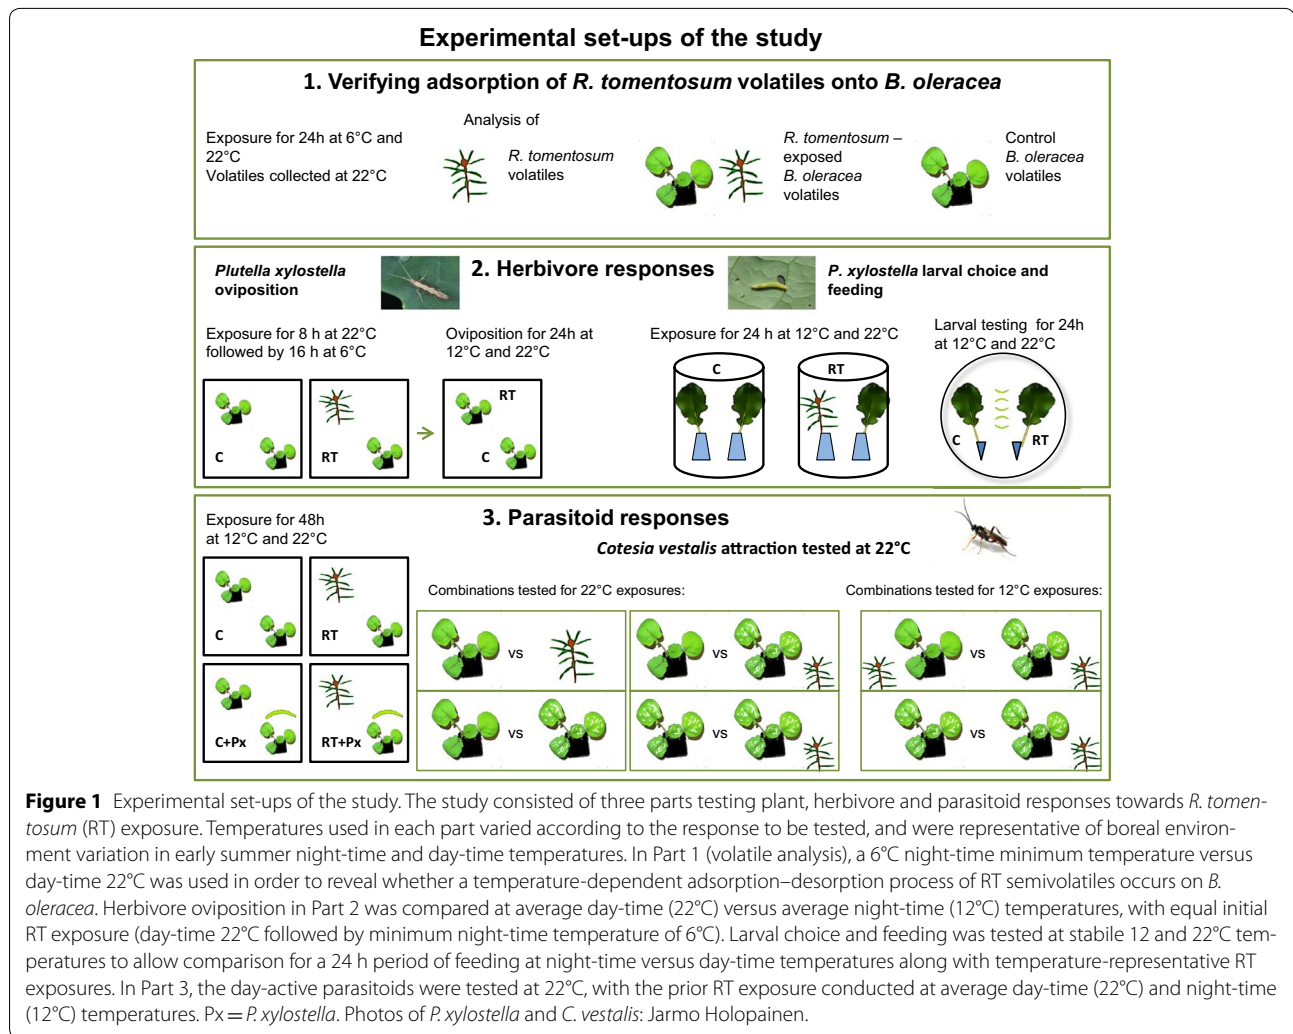 Experimental set-ups of the study
1. Verifying adsorption of R. tomentosum volatiles onto B. oleracea
Exposure for 24h at 6°C and
22°C
Volatiles collected at 22°C
Analysis of
R. tomentosum
volatiles
R. tomentosum –
exposed
B. oleracea
volatiles
Control
B. oleracea
volatiles
2. Herbivore responses
Plutella xylostella
oviposition
P. xylostella larval choice and
feeding
Exposure for 8 h at 22°C
followed by 16 h at 6°C
Oviposition for 24h at
12°C and 22°C
Exposure for 24 h at 12°C and 22°C
Larval testing for 24h
at 12°C and 22°C
C
RT
RT
C
C
RT
C
RT
3. Parasitoid responses
Exposure for 48h
at 12°C and 22°C
Cotesia vestalis attraction tested at 22°C
Combinations tested for 22°C exposures:
Combinations tested for 12°C exposures:
C
RT
C+Px
RT+Px
vs
vs
vs
vs
vs
vs
Figure 1 Experimental set-ups of the study. The study consisted of three parts testing plant, herbivore and parasitoid responses towards R. tomen-
tosum (RT) exposure. Temperatures used in each part varied according to the response to be tested, and were representative of boreal environ-
ment variation in early summer night-time and day-time temperatures. In Part 1 (volatile analysis), a 6°C night-time minimum temperature versus
day-time 22°C was used in order to reveal whether a temperature-dependent adsorption–desorption process of RT semivolatiles occurs on B.
oleracea. Herbivore oviposition in Part 2 was compared at average day-time (22°C) versus average night-time (12°C) temperatures, with equal initial
RT exposure (day-time 22°C followed by minimum night-time temperature of 6°C). Larval choice and feeding was tested at stabile 12 and 22°C tem-
peratures to allow comparison for a 24 h period of feeding at night-time versus day-time temperatures along with temperature-representative RT
exposures. In Part 3, the day-active parasitoids were tested at 22°C, with the prior RT exposure conducted at average day-time (22°C) and night-time
(12°C) temperatures. Px = P. xylostella. Photos of P. xylostella and C. vestalis: Jarmo Holopainen.